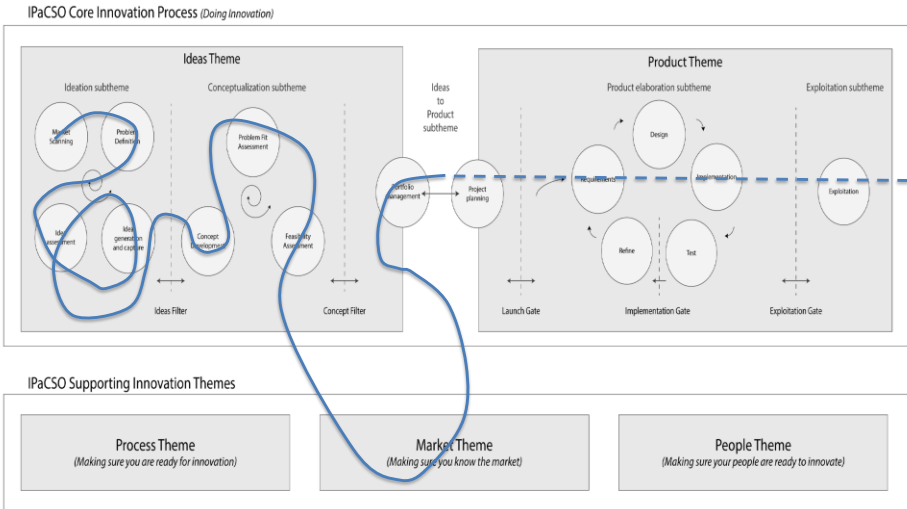 IPaCSO Core Innovation Process (Doing Innovation)
Ideas Theme
Ideation subtheme
Conceptualization subtheme
Market
Scanning
Problem
Definition
Idea
assessment
Idea
generation
and capture
Ideas Filter
Problem Fit
Assessment
Concept
Development
Feasibility
Assessment
Concept Filter
Ideas
to
Product
subtheme
Portfolio
management
Project
planning
Product Theme
Product elaboration subtheme
Exploitation subtheme
Design
Requirements
Implementation
Refine
Test
Exploitation
Launch Gate
Implementation Gate
Exploitation Gate
IPaCSO Supporting Innovation Themes
Process Theme
(Making sure you are ready for innovation)
Market Theme
(Making sure you know the market)
People Theme
(Making sure your people are ready to innovate)